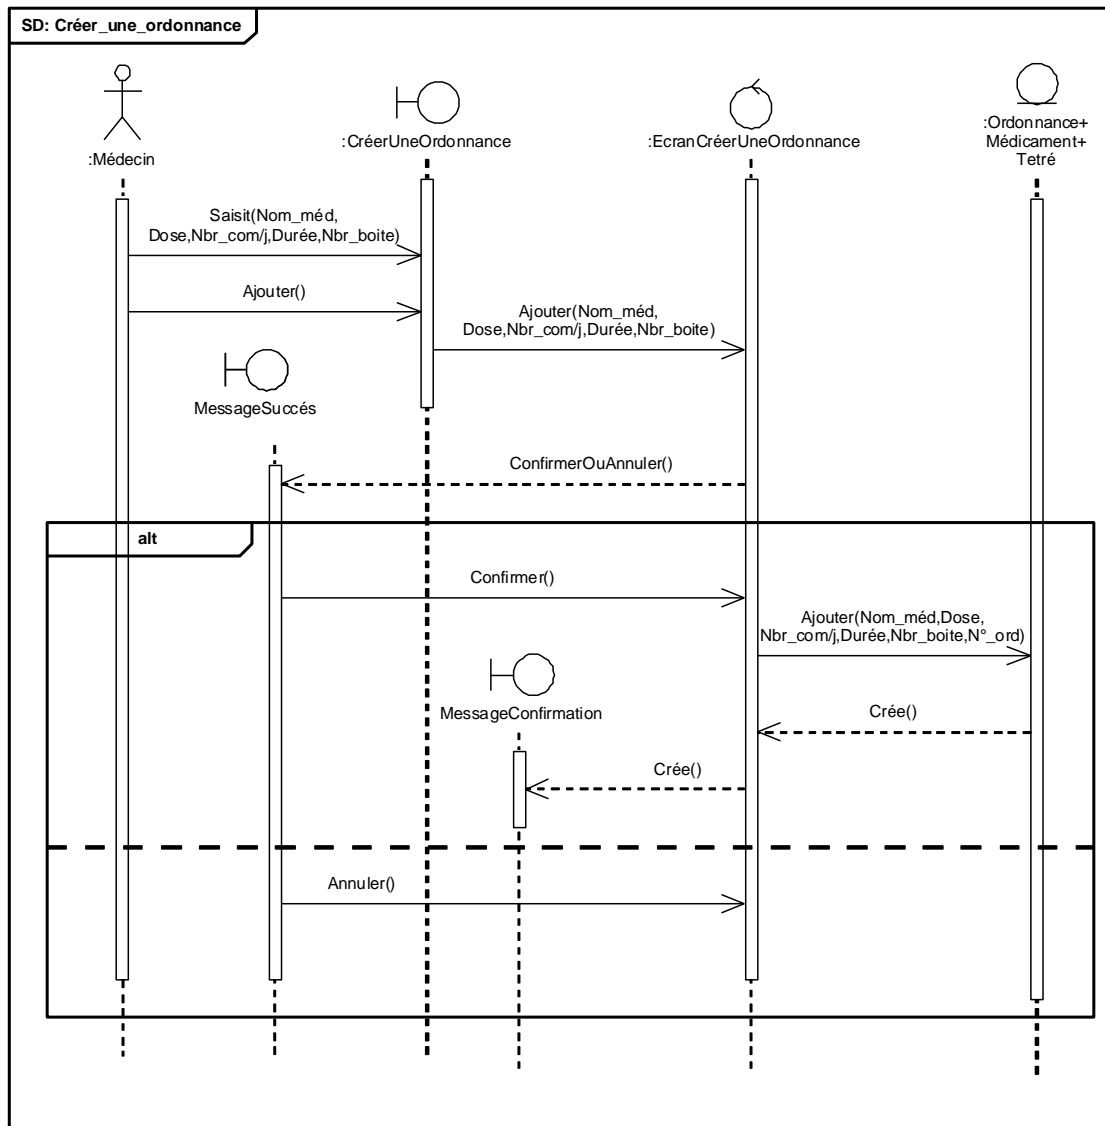 SD: Créer_une_ordonnance
:Médecin
:CréerUneOrdonnance
:EcranCréerUneOrdonnance
:Ordonnance+
Médicament+
Tetré
Saisit(Nom_méd,
Dose,Nbr_com/j,Durée,Nbr_boite)
Ajouter()
Ajouter(Nom_méd,
Dose,Nbr_com/j,Durée,Nbr_boite)
MessageSuccés
ConfirmerOuAnnuler()
alt
Confirmer()
Ajouter(Nom_méd,Dose,
Nbr_com/j,Durée,Nbr_boite,N°_ord)
MessageConfirmation
Crée()
Crée()
Annuler()